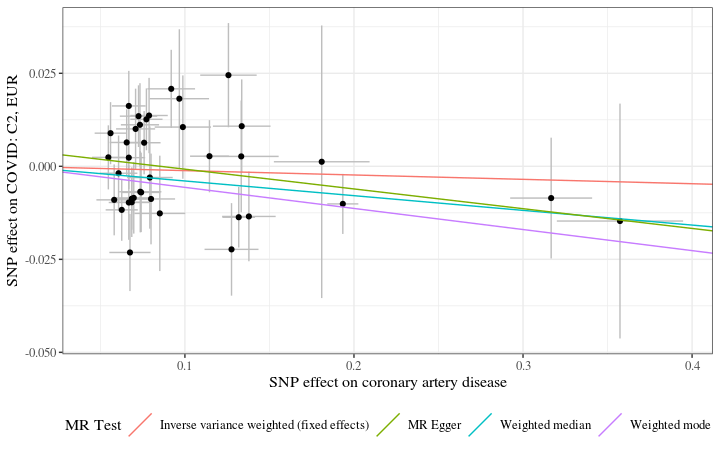 SNP effect on COVID: C2, EUR
0.025
0.000
-0.025
-0.050
0.1 0.2 0.3 0.4
SNP effect on coronary artery disease
MR Test Inverse variance weighted (fixed effects) MR Egger Weighted median Weighted mode